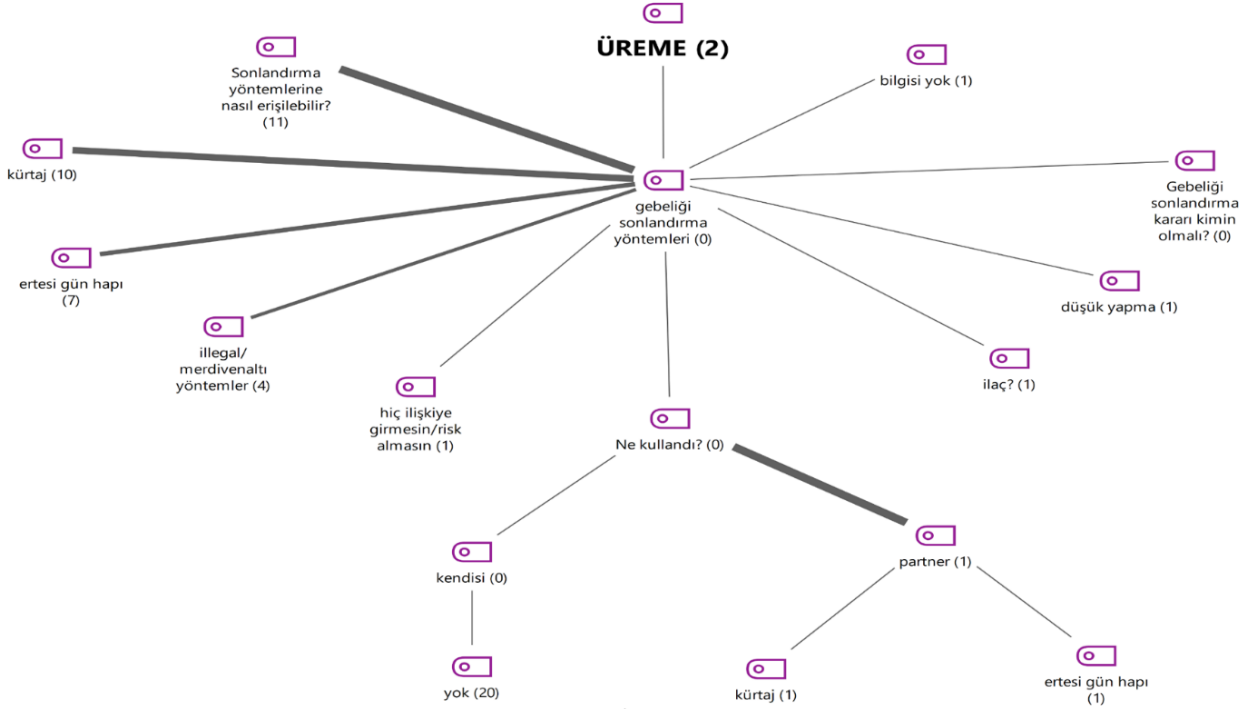 ÜREME (2)
Sonlandırma
yöntemlerine
nasıl erişilebilir?
(11)
bilgisi yok (1)
kürtaj (10)
gebeliği
sonlandırma
yöntemleri (0)
Gebeliği
sonlandırma
kararı kimin
olmalı? (0)
ertesi gün hapı
(7)
düşük yapma (1)
illegal/
merdivenaltı
yöntemler (4)
ilaç? (1)
hiç ilişkiye
girmesin/risk
almasın (1)
Ne kullandı? (0)
kendisi (0)
partner (1)
yok (20)
kürtaj (1)
ertesi gün hapı
(1)